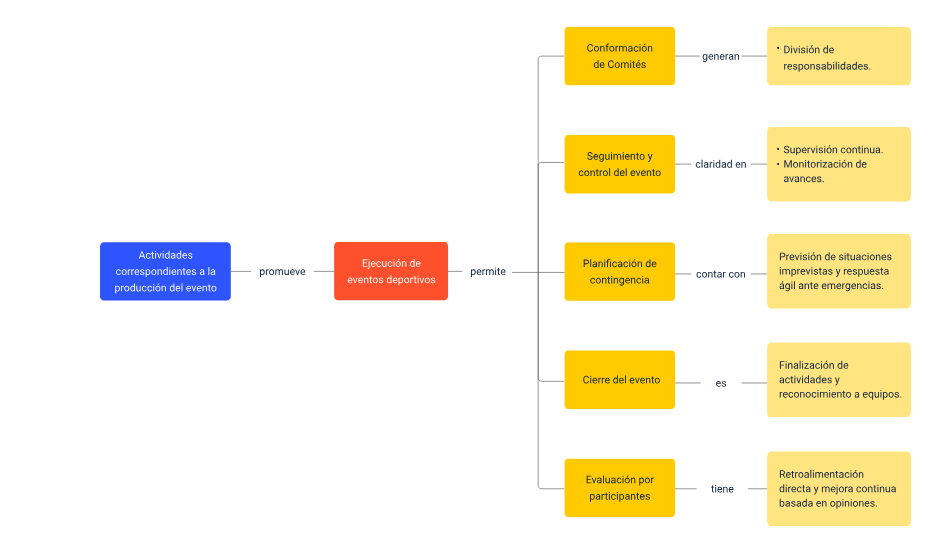 Actividades
correspondientes a la
producción del evento
promueve
Ejecución de
eventos deportivos
permite
Conformación
de Comités
generan
• División de
responsabilidades.
Seguimiento y
control del evento
claridad en
• Supervisión continua.
• Monitorización de
avances.
Planificación de
contingencia
contar con
Previsión de situaciones
imprevistas y respuesta
ágil ante emergencias.
Cierre del evento
es
Finalización de
actividades y
reconocimiento a equipos.
Evaluación por
participantes
tiene
Retroalimentación
directa y mejora continua
basada en opiniones.